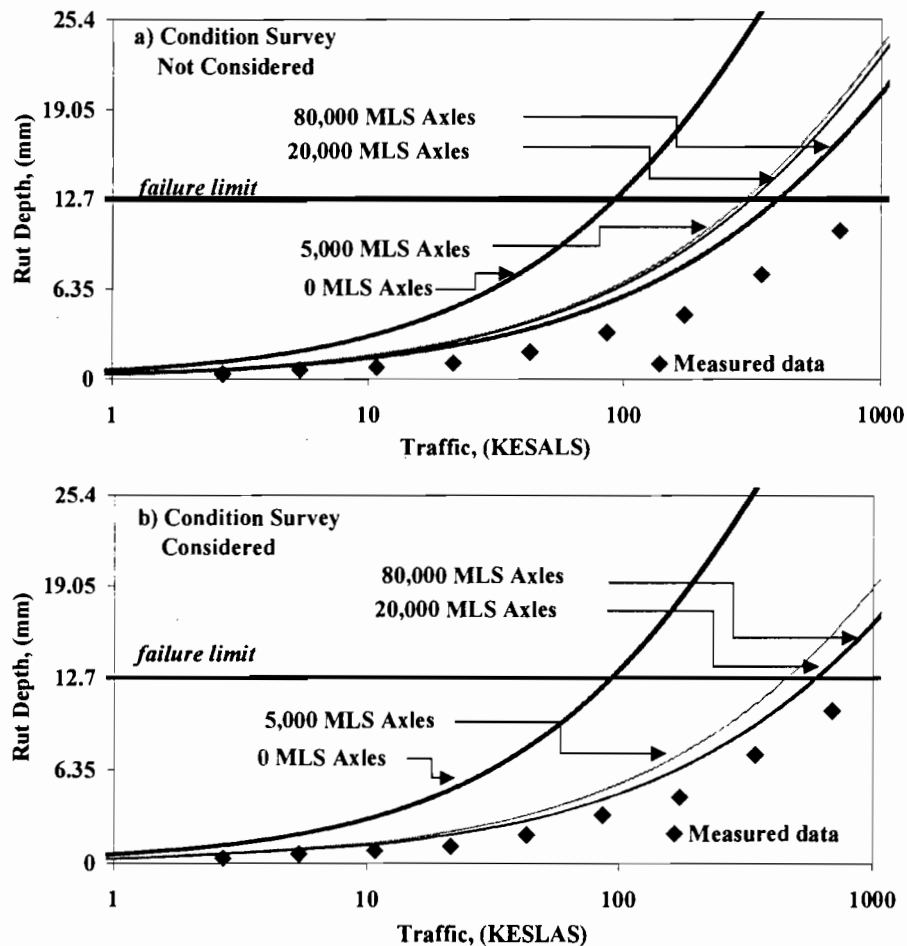 25.4
a) Condition Survey
Not Considered
19.05
80,000 MLS Axles
20,000 MLS Axles
failure limit
12.7
Rut Depth, (mm)
5,000 MLS Axles
6.35
0 MLS Axles
Measured data
0
1 10 100 1000
Traffic, (KESALS)
25.4
b) Condition Survey
Considered
19.05
80,000 MLS Axles
20,000 MLS Axles
failure limit
12.7
Rut Depth, (mm)
5,000 MLS Axles
0 MLS Axles
6.35
Measured data
0
1 10 100 1000
Traffic, (KESLAS)